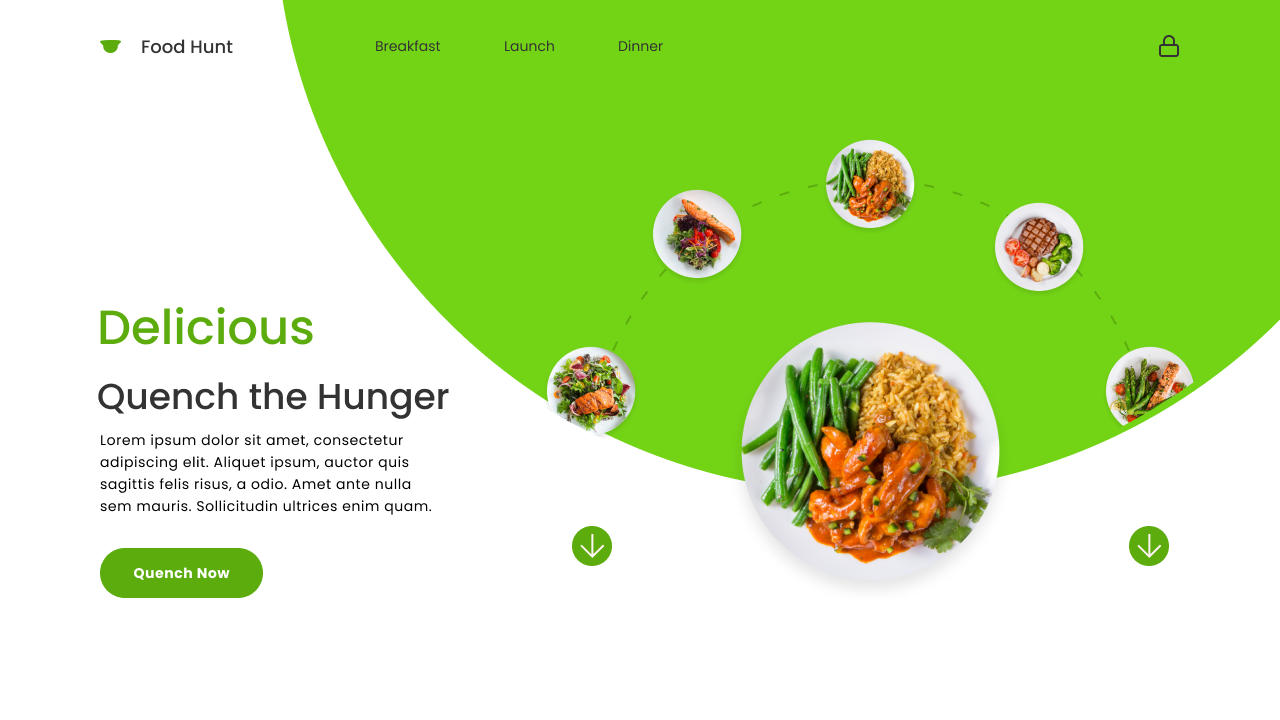 Food Hunt
Breakfast
Launch
Dinner
Delicious
Quench the Hunger
Lorem ipsum dolor sit amet, consectetur
adipiscing elit. Aliquet ipsum, auctor quis
sagittis felis risus, a odio. Amet ante nulla
sem mauris. Sollicitudin ultrices enim quam.
Quench Now